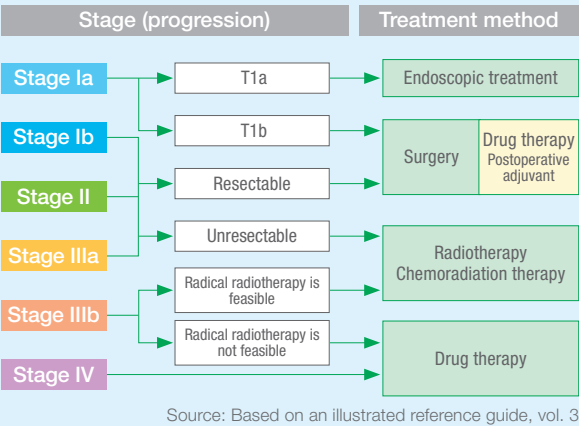 Stage (progression)
Treatment method
Stage Ia
T1a
Endoscopic treatment
Stage Ib
T1b
Surgery
Drug therapy
Postoperative
adjuvant
Stage II
Resectable
Stage IIIa
Unresectable
Radiotherapy
Chemoradiation therapy
Stage IIIb
Radical radiotherapy is
feasible
Radical radiotherapy is
not feasible
Drug therapy
Stage IV
Source: Based on an illustrated reference guide, vol. 3